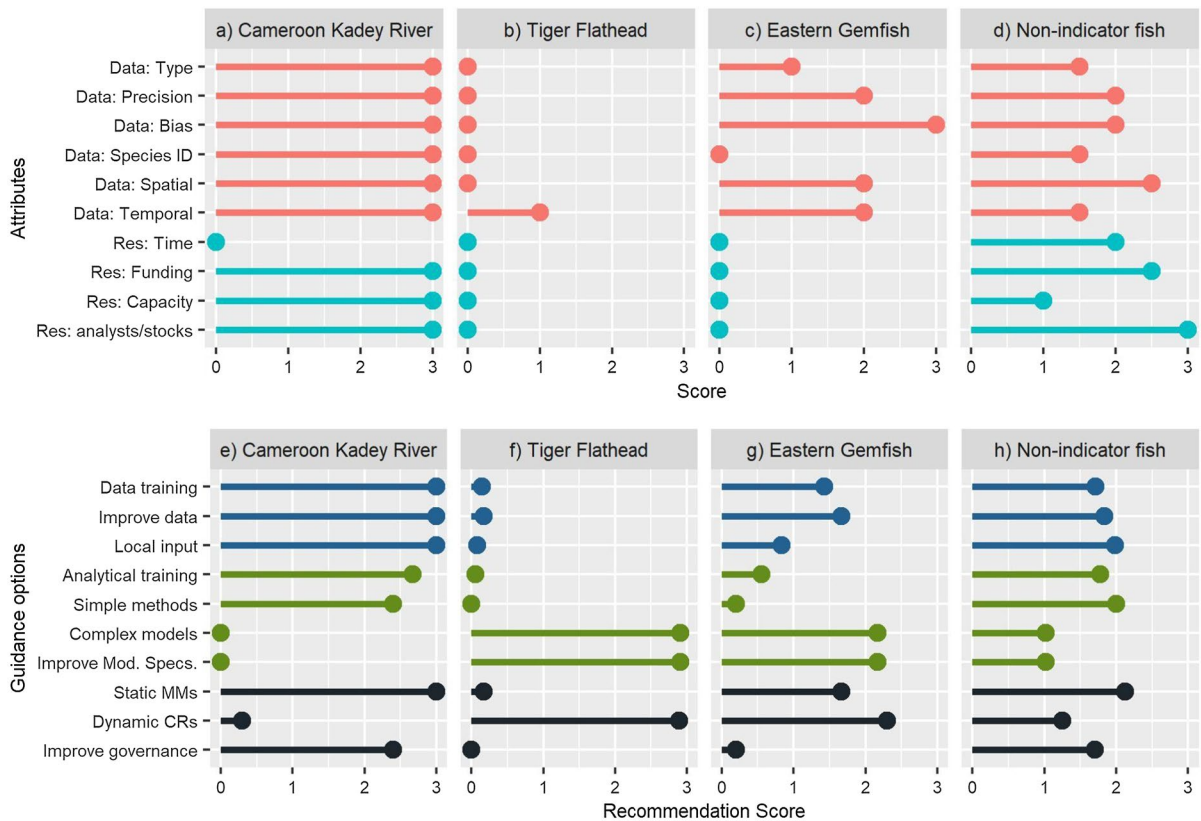 a) Cameroon Kadey River b) Tiger Flathead c) Eastern Gemfish d) Non-indicator fish
Attributes
Data: Type
Data: Precision
Data: Bias
Data: Species ID
Data: Spatial
Data: Temporal
Res: Time
Res: Funding
Res: Capacity
Res: analysts/stocks
0 1 2 3 0 1 2 3 0 1 2 3 0 1 2 3
Score
e) Cameroon Kadey River f) Tiger Flathead g) Eastern Gemfish h) Non-indicator fish
Guidance options
Data training
Improve data
Local input
Analytical training
Simple methods
Complex models
Improve Mod. Specs.
Static MMs
Dynamic CRs
Improve governance
0 1 2 3 0 1 2 3 0 1 2 3 0 1 2 3
Recommendation Score